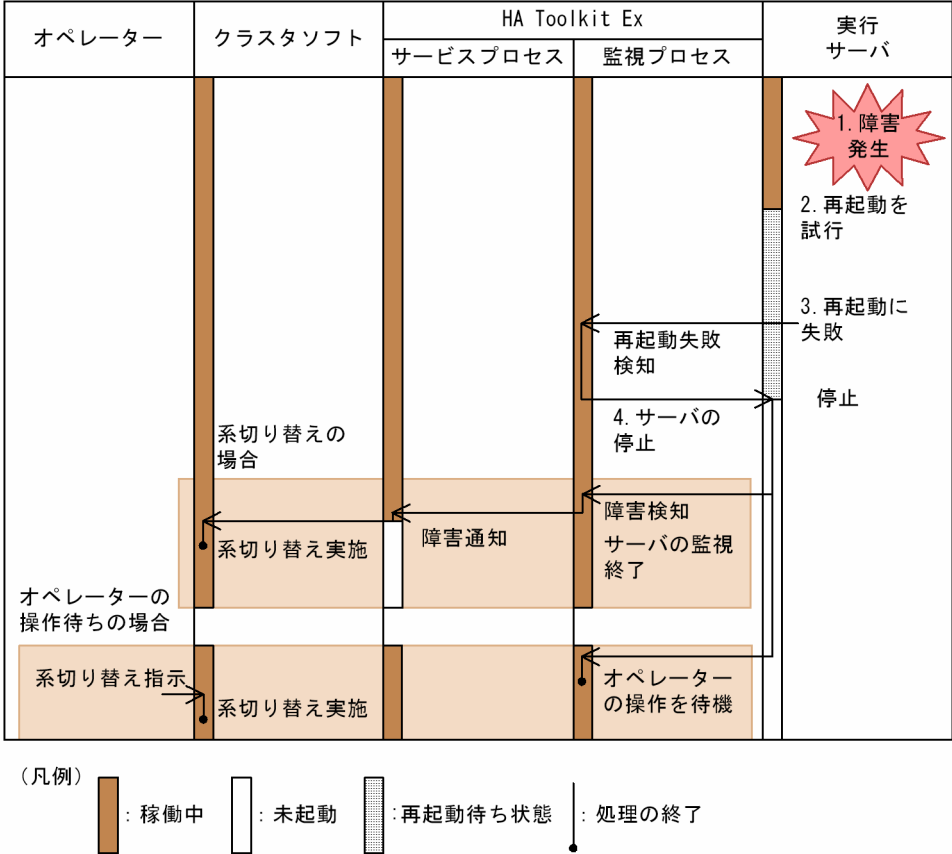 オペレーター
クラスタソフト
HA Toolkit Ex
サービスプロセス
監視プロセス
実行
サーバ
1.障害
発生
2.再起動を
試行
3.再起動に
失敗
再起動失敗
検知
停止
4.サーバの
停止
系切り替えの
場合
障害検知
障害通知
サーバの監視
終了
系切り替え実施
オペレーターの
操作待ちの場合
系切り替え指示
系切り替え実施
オペレーター
の操作を待機
(凡例)
:稼働中
:未起動
:再起動待ち状態
:処理の終了